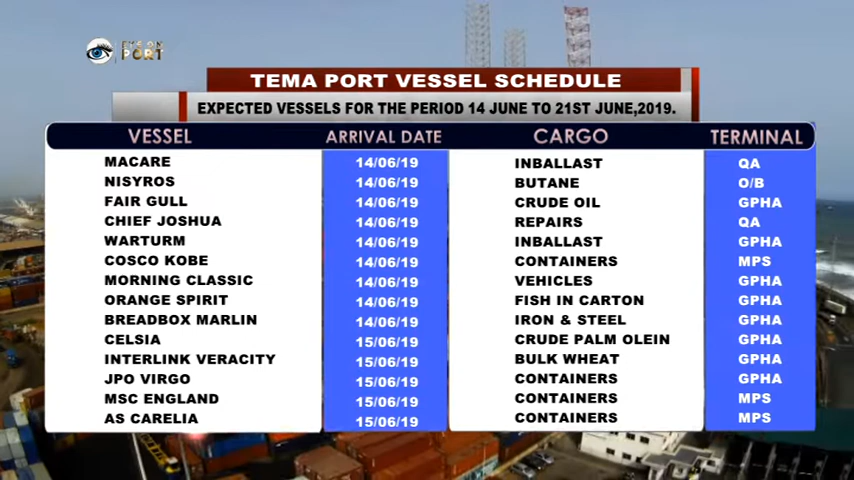 EYE ON
PORT
TEMA PORT VESSEL SCHEDULE
EXPECTED VESSELS FOR THE PERIOD 14 JUNE TO 21ST JUNE,2019.
VESSEL ARRIVAL DATE CARGO TERMINAL
MACARE 14/06/19 INBALLAST QA
NISYROS 14/06/19 BUTANE O/B
FAIR GULL 14/06/19 CRUDE OIL GPHA
CHIEF JOSHUA 14/06/19 REPAIRS QA
WARTURM 14/06/19 INBALLAST GPHA
COSCO KOBE 14/06/19 CONTAINERS MPS
MORNING CLASSIC 14/06/19 VEHICLES GPHA
ORANGE SPIRIT 14/06/19 FISH IN CARTON GPHA
BREADBOX MARLIN 14/06/19 IRON & STEEL GPHA
CELSIA 15/06/19 CRUDE PALM OLEIN GPHA
INTERLINK VERACITY 15/06/19 BULK WHEAT GPHA
JPO VIRGO 15/06/19 CONTAINERS GPHA
MSC ENGLAND 15/06/19 CONTAINERS MPS
AS CARELIA 15/06/19 CONTAINERS MPS